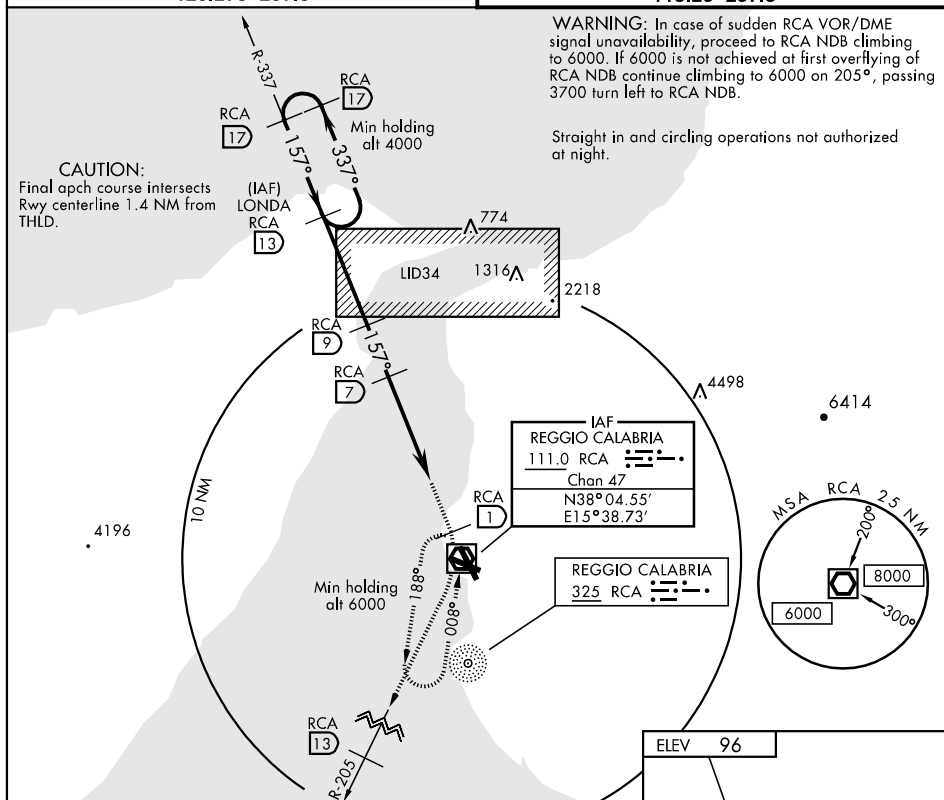 WARNING: In case of sudden RCA VOR/DME
signal unavailability, proceed to RCA NDB climbing
to 6000. If 6000 is not achieved at first overflying of
RCA NDB continue climbing to 6000 on 205°, passing
3700 turn left to RCA NDB.
Straight in and circling operations not authorized
at night.
R-337
RCA
17
RCA
17
Min holding
alt 4000
157°
337°
CAUTION:
Final apch course intersects
Rwy centerline 1.4 NM from
THLD.
(IAF)
LONDA
RCA
13
774
LID34
1316
2218
RCA
9
157°
RCA
7
4498
6414
IAF
REGGIO CALABRIA
111.0 RCA
Chan 47
N38° 04.55'
E15° 38.73'
10 NM
RCA
1
4196
MSA RCA 25 NM
200°
8000
6000
300°
REGGIO CALABRIA
325 RCA
Min holding
alt 6000
188°
008°
RCA
13
R-205
ELEV 96